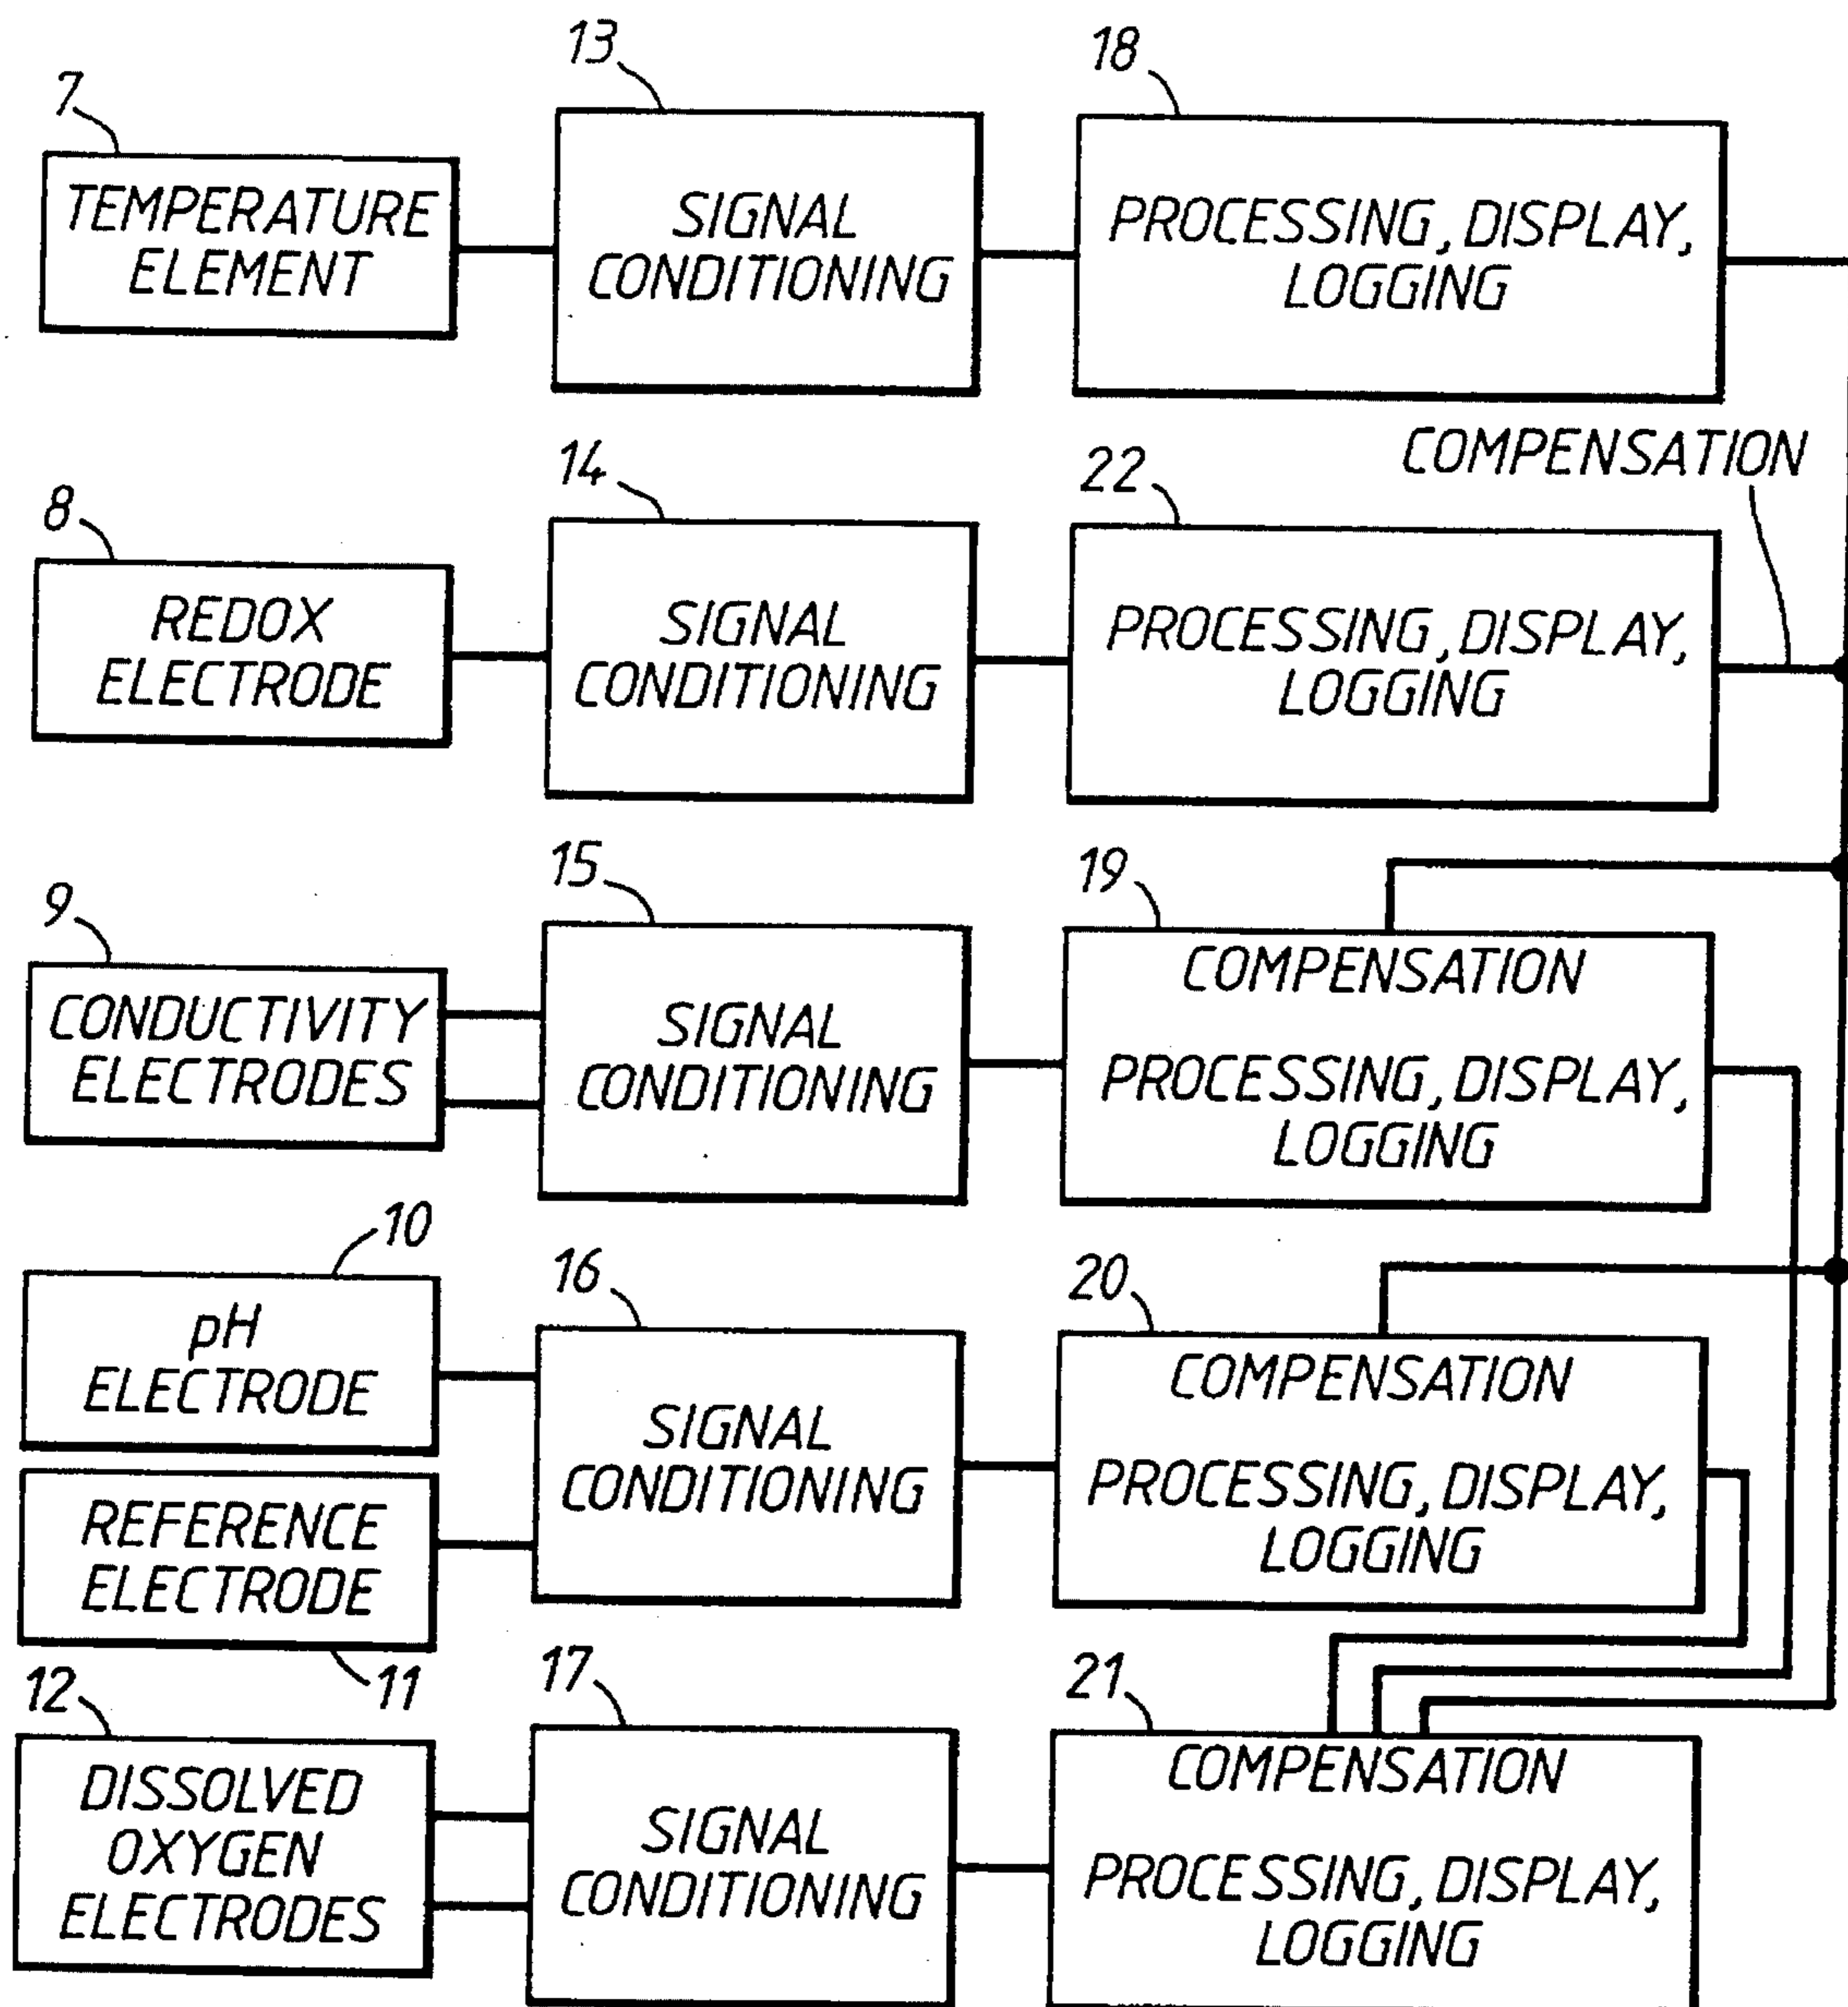 7
TEMPERATURE
ELEMENT
13
SIGNAL
CONDITIONING
18
PROCESSING, DISPLAY,
LOGGING
COMPENSATION
8
REDOX
ELECTRODE
14
SIGNAL
CONDITIONING
22
PROCESSING, DISPLAY,
LOGGING
9
CONDUCTIVITY
ELECTRODES
15
SIGNAL
CONDITIONING
19
COMPENSATION
PROCESSING, DISPLAY,
LOGGING
10
pH
ELECTRODE
REFERENCE
ELECTRODE
11
16
SIGNAL
CONDITIONING
20
COMPENSATION
PROCESSING, DISPLAY,
LOGGING
12
DISSOLVED
OXYGEN
ELECTRODES
17
SIGNAL
CONDITIONING
21
COMPENSATION
PROCESSING, DISPLAY,
LOGGING